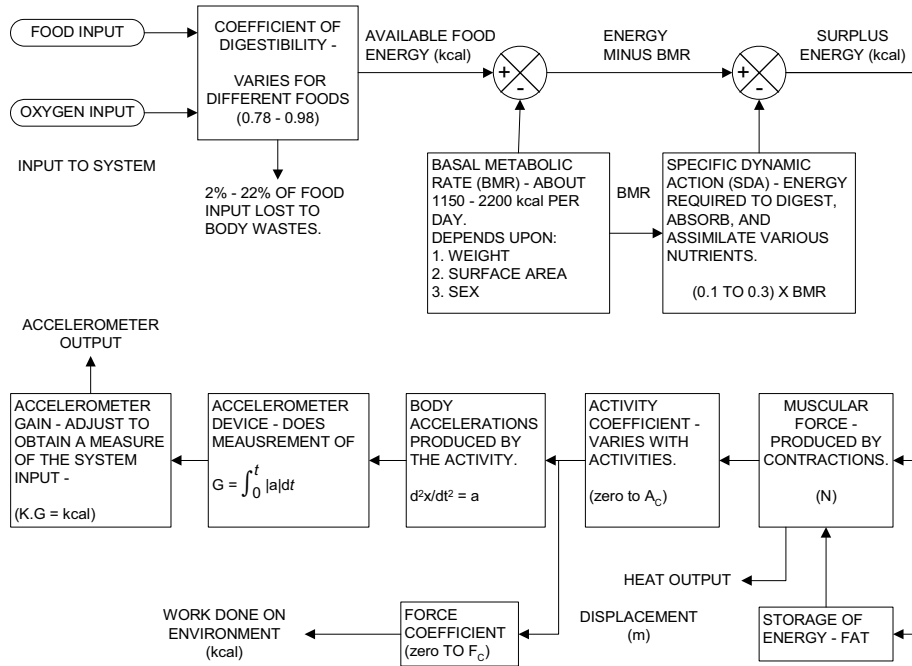 FOOD INPUT
OXYGEN INPUT
INPUT TO SYSTEM
COEFFICIENT OF
DIGESTIBILITY -
VARIES FOR
DIFFERENT FOODS
(0.78 - 0.98)
2% - 22% OF FOOD
INPUT LOST TO
BODY WASTES.
AVAILABLE FOOD
ENERGY (kcal)
+
-
ENERGY
MINUS BMR
+
-
SURPLUS
ENERGY (kcal)
BASAL METABOLIC
RATE (BMR) - ABOUT
1150 - 2200 kcal PER
DAY.
DEPENDS UPON:
1. WEIGHT
2. SURFACE AREA
3. SEX
BMR
SPECIFIC DYNAMIC
ACTION (SDA) - ENERGY
REQUIRED TO DIGEST,
ABSORB, AND
ASSIMILATE VARIOUS
NUTRIENTS.
(0.1 TO 0.3) X BMR
ACCELEROMETER
OUTPUT
ACCELEROMETER
GAIN - ADJUST TO
OBTAIN A MEASURE
OF THE SYSTEM
INPUT -
(K.G = kcal)
ACCELEROMETER
DEVICE - DOES
MEAUSREMENT OF
G = ∫₀ᵗ |a|dt
BODY
ACCELERATIONS
PRODUCED BY
THE ACTIVITY.
d²x/dt² = a
ACTIVITY
COEFFICIENT -
VARIES WITH
ACTIVITIES.
(zero to A_C)
MUSCULAR
FORCE -
PRODUCED BY
CONTRACTIONS.
(N)
HEAT OUTPUT
WORK DONE ON
ENVIRONMENT
(kcal)
FORCE
COEFFICIENT
(zero TO F_C)
DISPLACEMENT
(m)
STORAGE OF
ENERGY - FAT